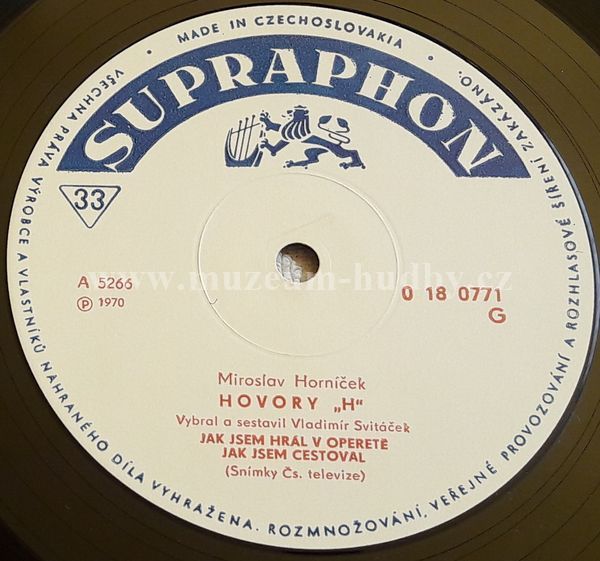 • MADE IN CZECHOSLOVAKIA •
SUPRAPHON
33
A 5266
Ⓟ 1970
0 18 0771
G
www.muzeum-hudby.cz
Miroslav Horníček
HOVORY „H“
Vybral a sestavil Vladimír Svitáček
JAK JSEM HRÁL V OPERETĚ
JAK JSEM CESTOVAL
(Snímky Čs. televize)
VŠECHNA PRÁVA VÝROBCE A VLASTNÍKŮ NAHRANÉHO DÍLA VYHRAŽENA. ROZMNOŽOVÁNÍ, VEŘEJNÉ PROVOZOVÁNÍ A ROZHLASOVÉ ŠÍŘENÍ ZAKÁZÁNO.